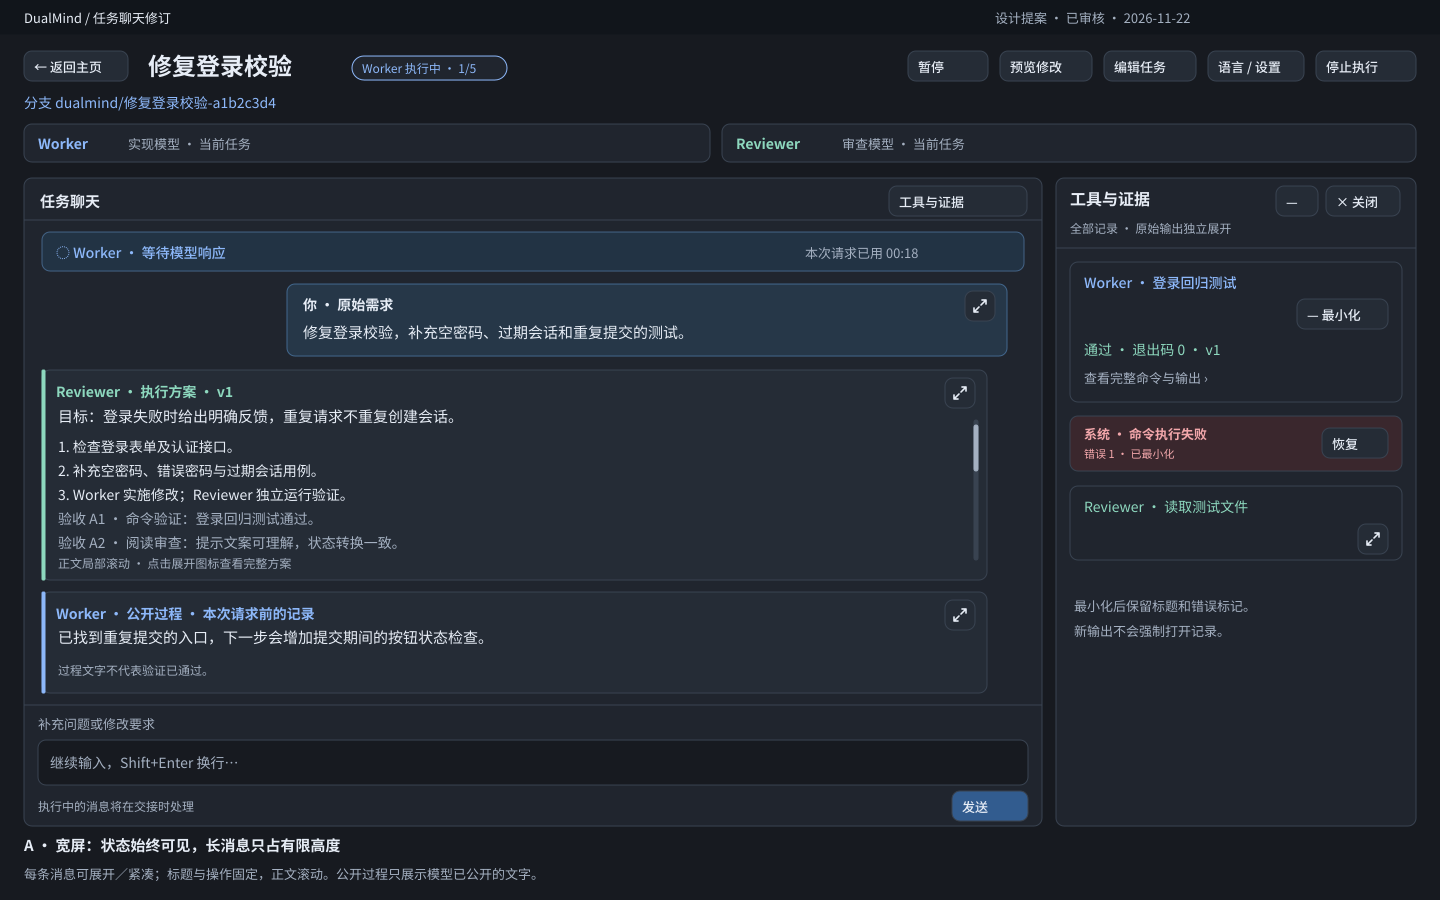 DualMind / 任务聊天修订
设计提案 · 已审核 · 2026-11-22
← 返回主页
修复登录校验
Worker 执行中 · 1/5
暂停
预览修改
编辑任务
语言 / 设置
停止执行
分支 dualmind/修复登录校验-a1b2c3d4
Worker 实现模型 · 当前任务
Reviewer 审查模型 · 当前任务
任务聊天
工具与证据
Worker · 等待模型响应
本次请求已用 00:18
你 · 原始需求
修复登录校验，补充空密码、过期会话和重复提交的测试。
Reviewer · 执行方案 · v1
目标：登录失败时给出明确反馈，重复请求不重复创建会话。
1. 检查登录表单及认证接口。
2. 补充空密码、错误密码与过期会话用例。
3. Worker 实施修改；Reviewer 独立运行验证。
验收 A1 · 命令验证：登录回归测试通过。
验收 A2 · 阅读审查：提示文案可理解，状态转换一致。
正文局部滚动 · 点击展开图标查看完整方案
Worker · 公开过程 · 本次请求前的记录
已找到重复提交的入口，下一步会增加提交期间的按钮状态检查。
过程文字不代表验证已通过。
补充问题或修改要求
继续输入，Shift+Enter 换行…
执行中的消息将在交接时处理
发送
工具与证据
—
× 关闭
全部记录 · 原始输出独立展开
Worker · 登录回归测试
— 最小化
通过 · 退出码 0 · v1
查看完整命令与输出 ›
系统 · 命令执行失败
错误 1 · 已最小化
恢复
Reviewer · 读取测试文件
最小化后保留标题和错误标记。
新输出不会强制打开记录。
A · 宽屏：状态始终可见，长消息只占有限高度
每条消息可展开／紧凑；标题与操作固定，正文滚动。公开过程只展示模型已公开的文字。